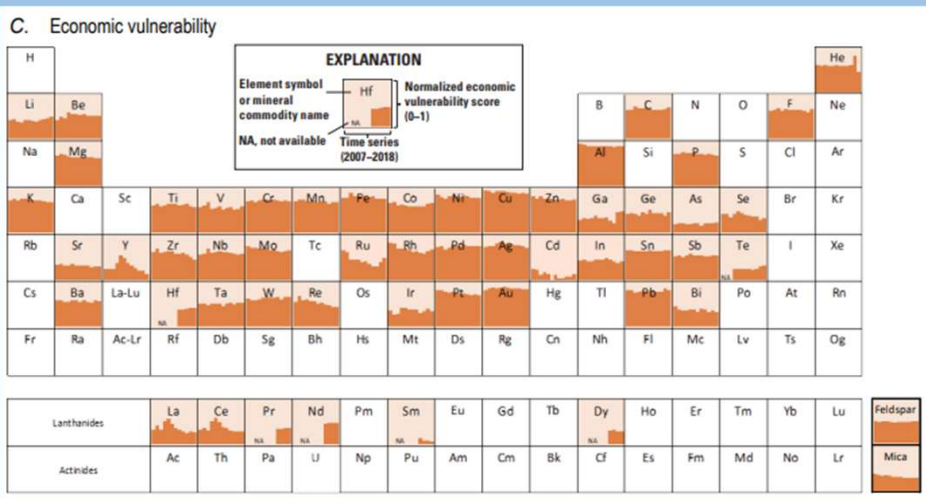 C. Economic vulnerability
EXPLANATION
Element symbol
or mineral
commodity name
NA, not available
Hf
NA
Time series
(2007–2018)
Normalized economic
vulnerability score
(0–1)
H He
Li Be B C N O F Ne
Na Mg Al Si P S Cl Ar
K Ca Sc Ti V Cr Mn Fe Co Ni Cu Zn Ga Ge As Se Br Kr
Rb Sr Y Zr Nb Mo Tc Ru Rh Pd Ag Cd In Sn Sb Te I Xe
NA
Cs Ba La-Lu Hf Ta W Re Os Ir Pt Au Hg Tl Pb Bi Po At Rn
NA
Fr Ra Ac-Lr Rf Db Sg Bh Hs Mt Ds Rg Cn Nh Fl Mc Lv Ts Og
Lanthanides La Ce Pr Nd Pm Sm Eu Gd Tb Dy Ho Er Tm Yb Lu
NA NA NA NA
Actinides Ac Th Pa U Np Pu Am Cm Bk Cf Es Fm Md No Lr
Feldspar
Mica